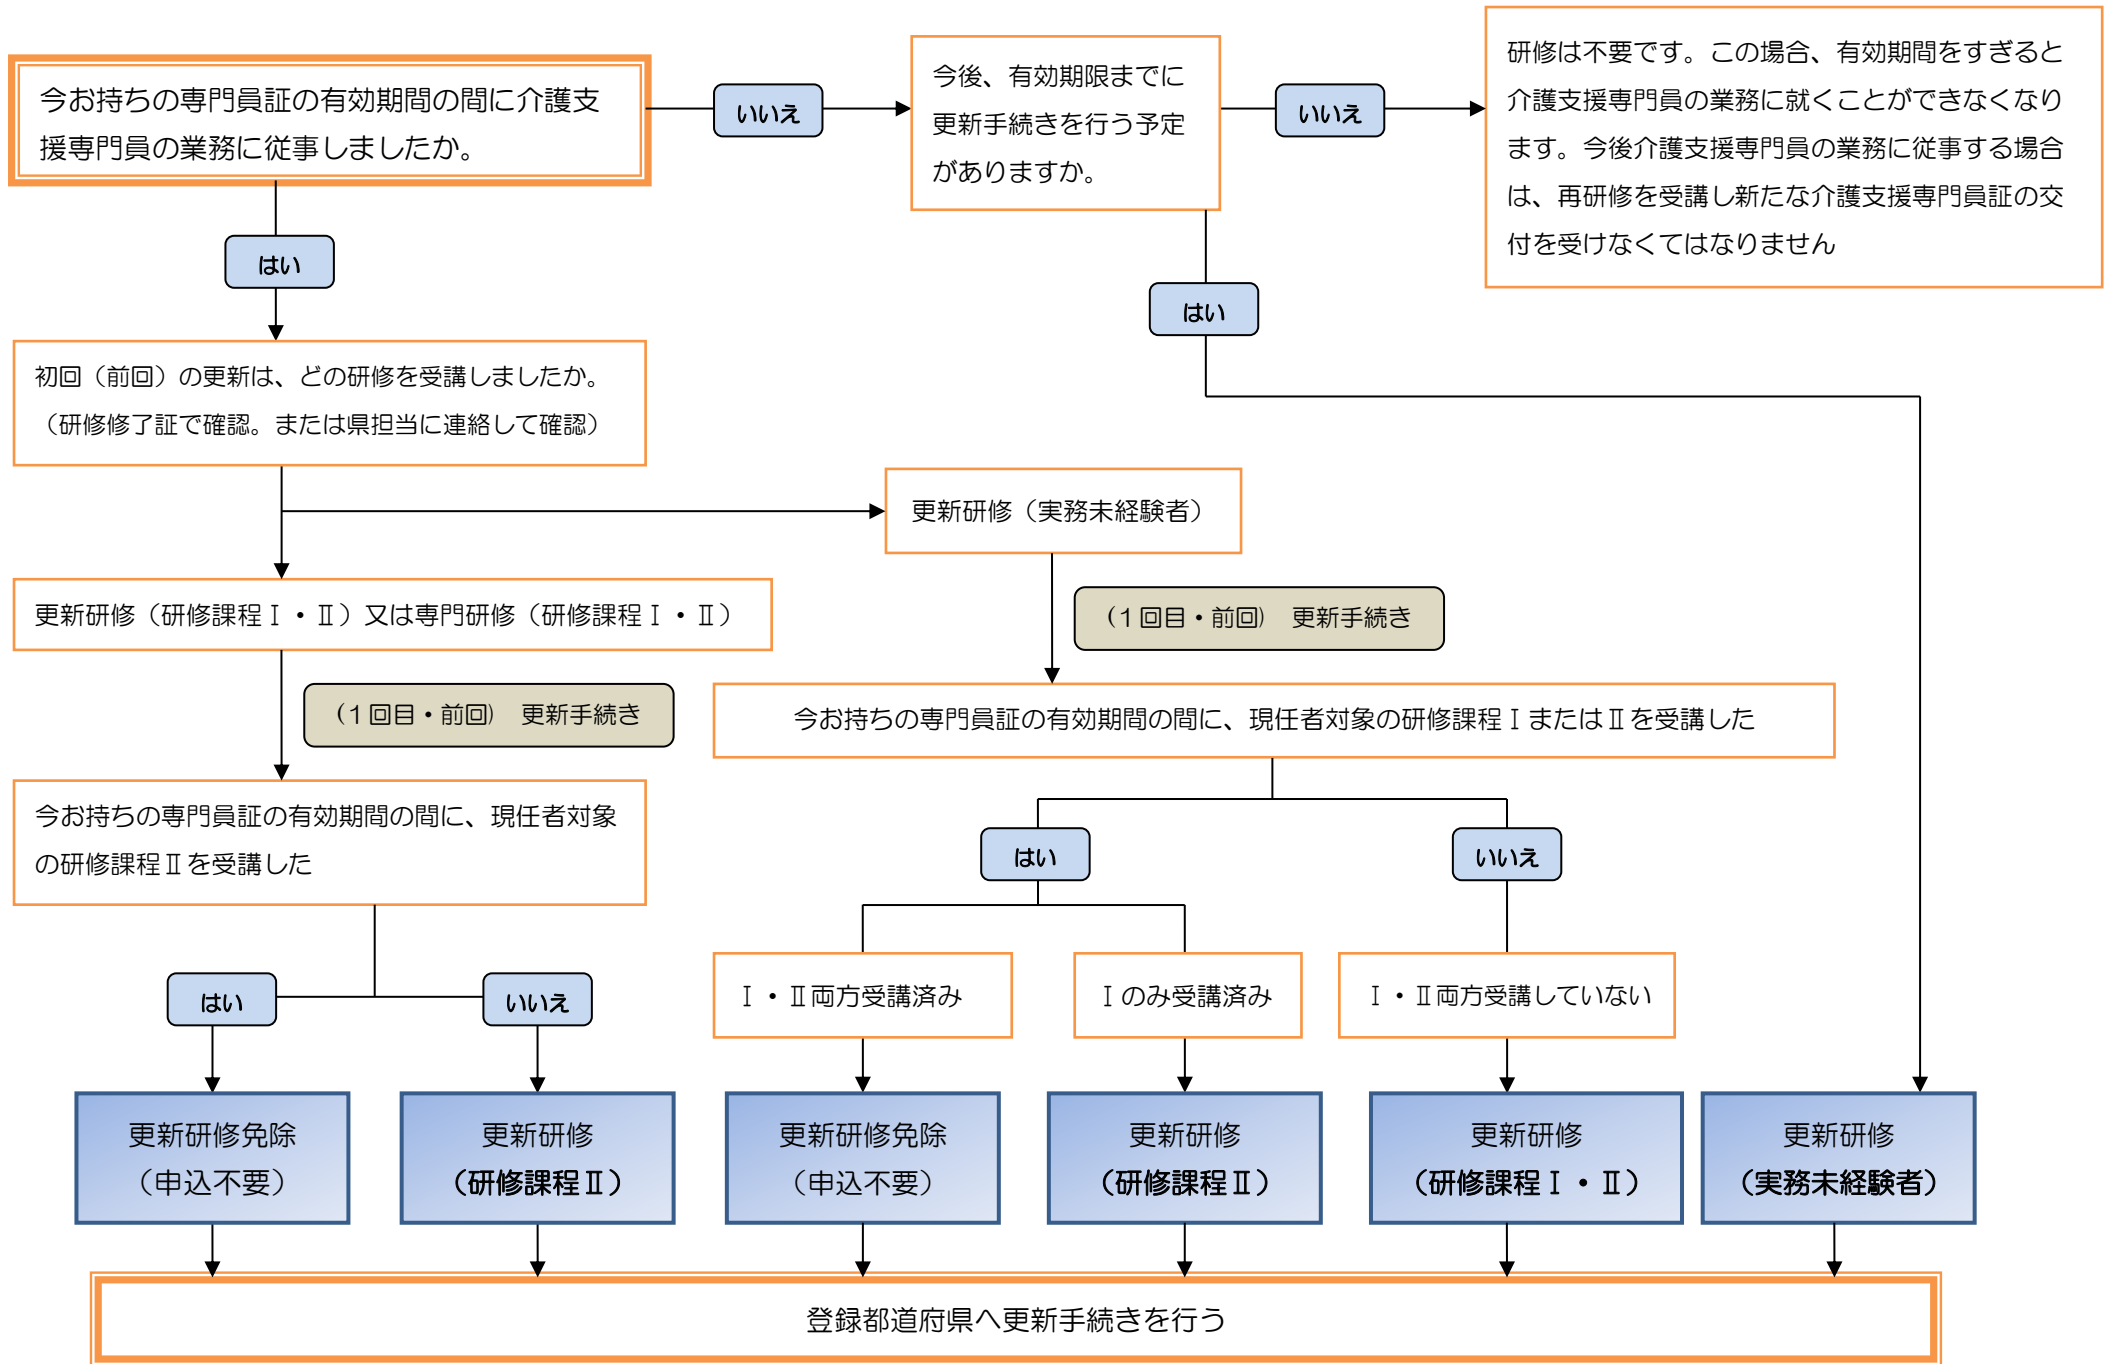 今お持ちの専門員証の有効期間の間に介護支
援専門員の業務に従事しましたか。
いいえ
今後、有効期限までに
更新手続きを行う予定
がありますか。
いいえ
研修は不要です。この場合、有効期間をすぎると
介護支援専門員の業務に就くことができなくなり
ます。今後介護支援専門員の業務に従事する場合
は、再研修を受講し新たな介護支援専門員証の交
付を受けなくてはなりません
はい
はい
初回（前回）の更新は、どの研修を受講しましたか。
（研修修了証で確認。または県担当に連絡して確認）
更新研修（実務未経験者）
更新研修（研修課程Ⅰ・Ⅱ）又は専門研修（研修課程Ⅰ・Ⅱ）
（1回目・前回）　更新手続き
（1回目・前回）　更新手続き
今お持ちの専門員証の有効期間の間に、現任者対象の研修課程ⅠまたはⅡを受講した
今お持ちの専門員証の有効期間の間に、現任者対象
の研修課程Ⅱを受講した
はい
いいえ
はい
いいえ
Ⅰ・Ⅱ両方受講済み
Ⅰのみ受講済み
Ⅰ・Ⅱ両方受講していない
更新研修免除
（申込不要）
更新研修
（研修課程Ⅱ）
更新研修免除
（申込不要）
更新研修
（研修課程Ⅱ）
更新研修
（研修課程Ⅰ・Ⅱ）
更新研修
（実務未経験者）
登録都道府県へ更新手続きを行う